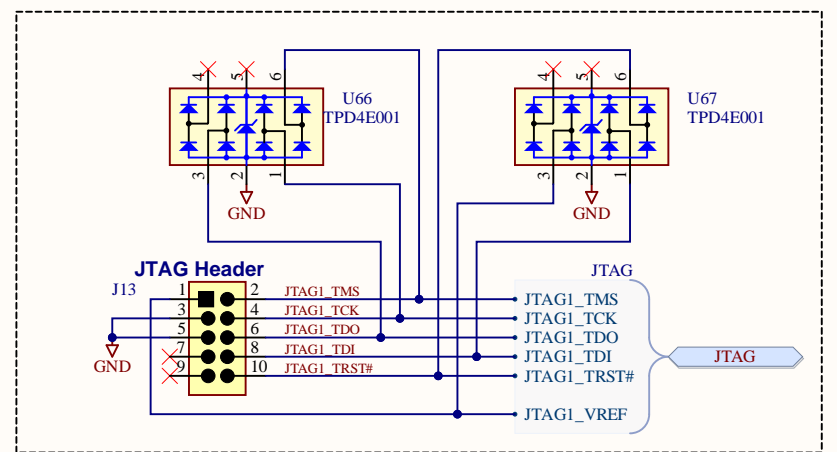 4
5
6
U66
TPD4E001
3
2
1
GND
4
5
6
U67
TPD4E001
3
2
1
GND
JTAG Header
J13
1
2
JTAG1_TMS
3
4
JTAG1_TCK
5
6
JTAG1_TDO
7
8
JTAG1_TDI
9
10
JTAG1_TRST#
GND
JTAG
JTAG1_TMS
JTAG1_TCK
JTAG1_TDO
JTAG1_TDI
JTAG1_TRST#
JTAG1_VREF
JTAG